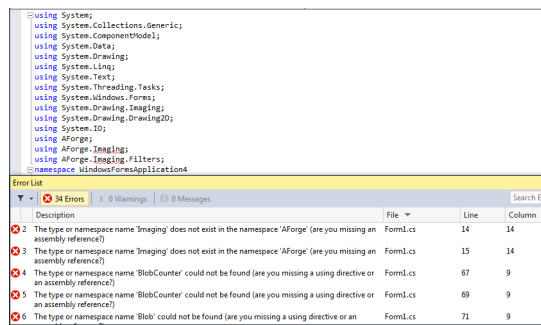 using System;
using System.Collections.Generic;
using System.ComponentModel;
using System.Data;
using System.Drawing;
using System.Linq;
using System.Text;
using System.Threading.Tasks;
using System.Windows.Forms;
using System.Drawing.Imaging;
using System.Drawing.Drawing2D;
using System.IO;
using AForge;
using AForge.Imaging;
using AForge.Imaging.Filters;
namespace WindowsFormsApplication4
Error List
34 Errors 0 Warnings 0 Messages Search E
Description File Line Column
2 The type or namespace name 'Imaging' does not exist in the namespace 'AForge' (are you missing an Form1.cs 14 14
assembly reference?)
3 The type or namespace name 'Imaging' does not exist in the namespace 'AForge' (are you missing an Form1.cs 15 14
assembly reference?)
4 The type or namespace name 'BlobCounter' could not be found (are you missing a using directive or Form1.cs 67 9
an assembly reference?)
5 The type or namespace name 'BlobCounter' could not be found (are you missing a using directive or Form1.cs 69 9
an assembly reference?)
6 The type or namespace name 'Blob' could not be found (are you missing a using directive or an Form1.cs 71 9